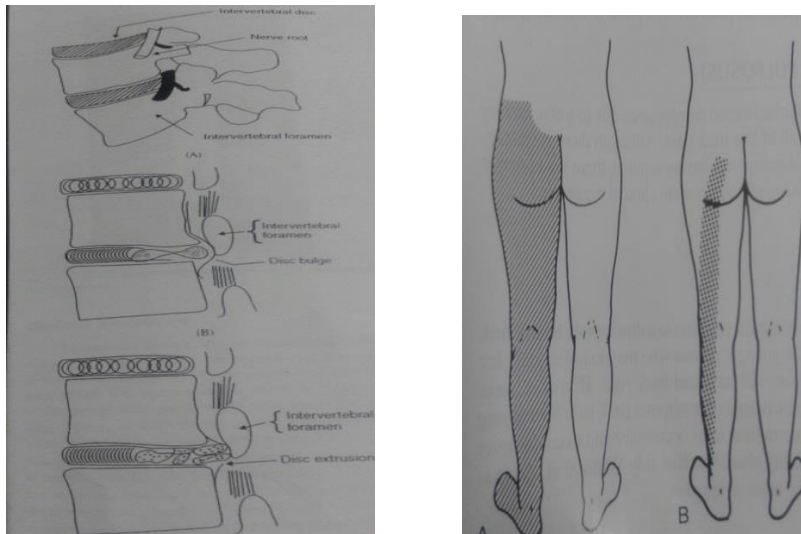 Intervertebral disc
Nerve root
Intervertebral foramen
(A)
Intervertebral
foramen
Disc bulge
(B)
Intervertebral
foramen
Disc extrusion
A
B